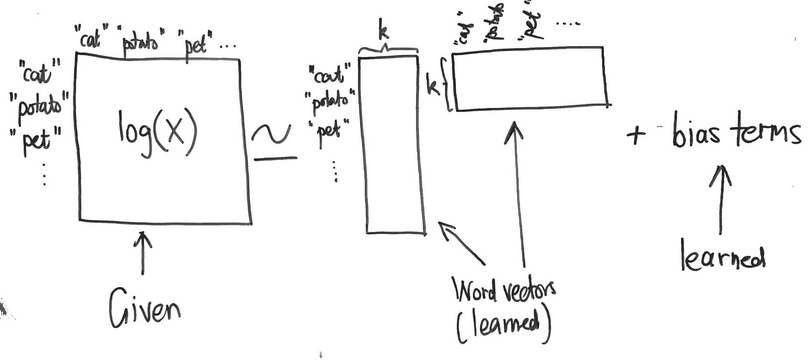 "cat" "potato" "pet" ...
"cat"
"potato"
"pet"
⋮
log(X)
Given
≃
k
"cat"
"potato"
"pet"
⋮
"cat" "potato" "pet" ....
k
Word vectors
(learned)
+ bias terms
learned